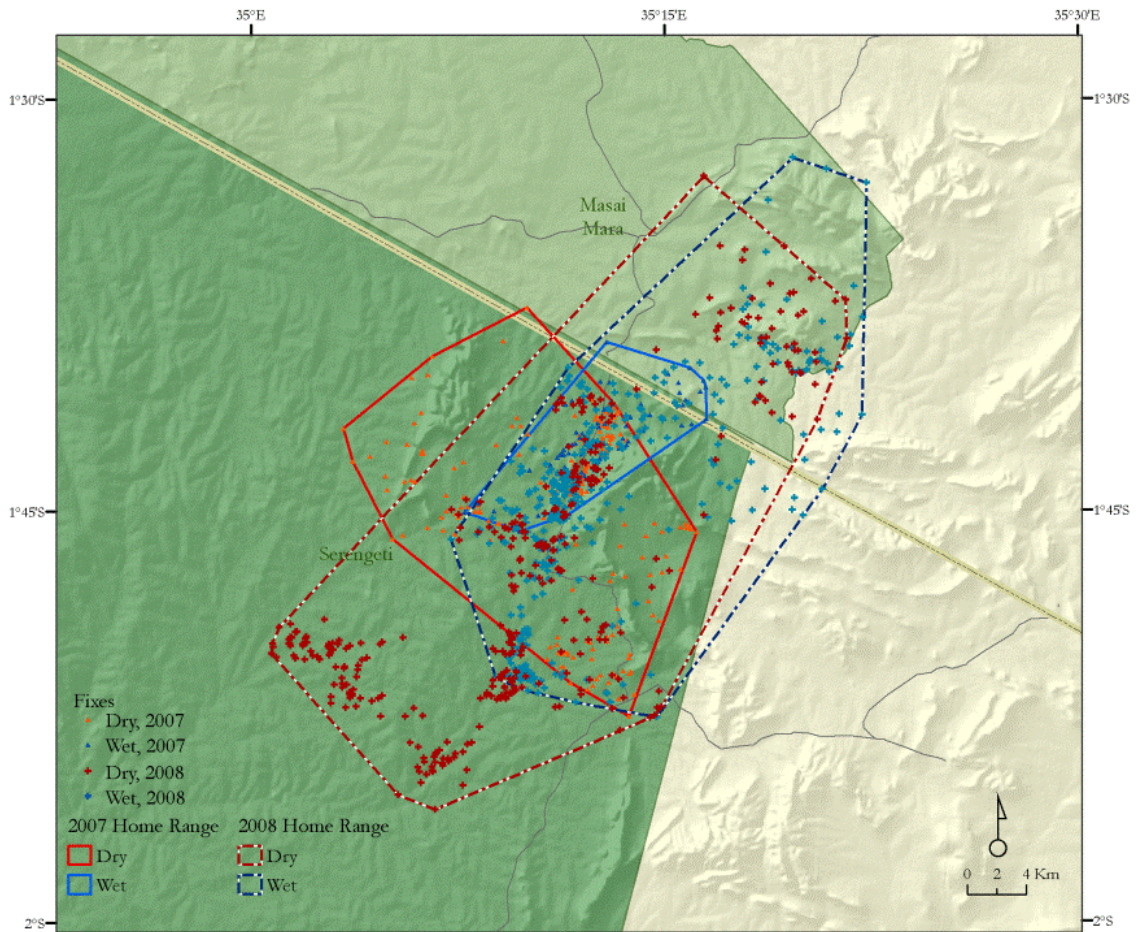 35°E
35°15'E
35°30'E
1°30'S
1°30'S
Masai
Mara
1°45'S
1°45'S
Serengeti
Fixes
Dry, 2007
Wet, 2007
Dry, 2008
Wet, 2008
2007 Home Range
2008 Home Range
Dry
Dry
Wet
Wet
0 2 4 Km
2°S
2°S